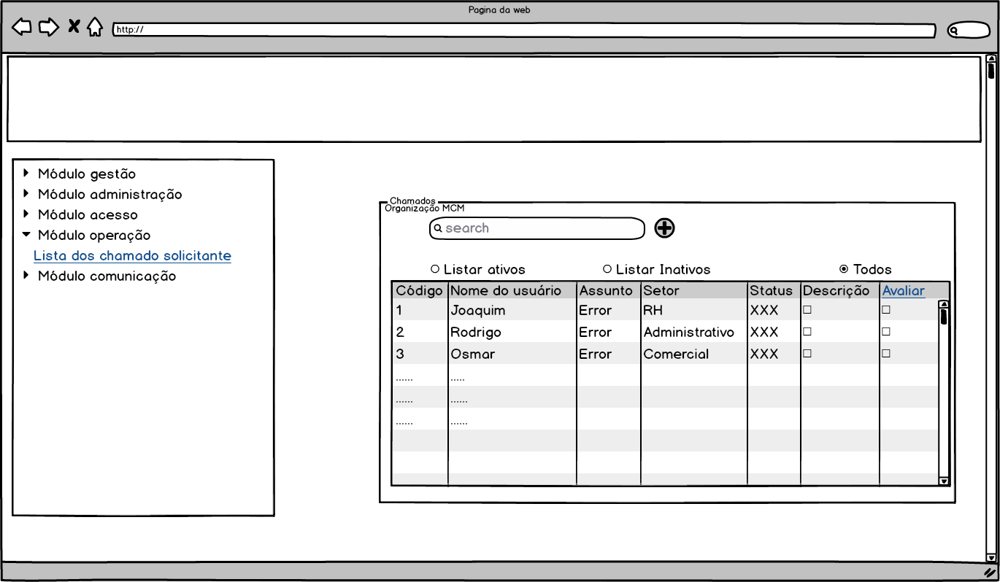 Pagina da web
http://
Módulo gestão
Módulo administração
Módulo acesso
Módulo operação
Lista dos chamado solicitante
Módulo comunicação
Chamados
Organização MCM
search
Listar ativos Listar Inativos Todos
Código Nome do usuário Assunto Setor Status Descrição Avaliar
1 Joaquim Error RH XXX
2 Rodrigo Error Administrativo XXX
3 Osmar Error Comercial XXX
...... .....
...... ......
...... ......